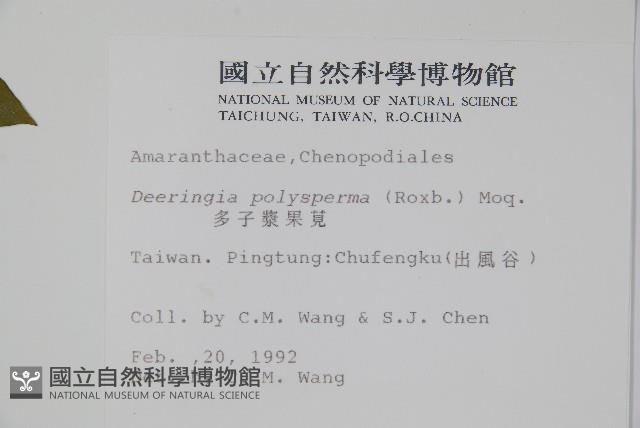 國立自然科學博物館
NATIONAL MUSEUM OF NATURAL SCIENCE
TAICHUNG, TAIWAN, R.O.CHINA
Amaranthaceae,Chenopodiales
Deeringia polysperma (Roxb.) Moq.
多子漿果莧
Taiwan. Pingtung:Chufengku(出風谷)
Coll. by C.M. Wang & S.J. Chen
Feb. ,20, 1992
M. Wang
國立自然科學博物館
NATIONAL MUSEUM OF NATURAL SCIENCE